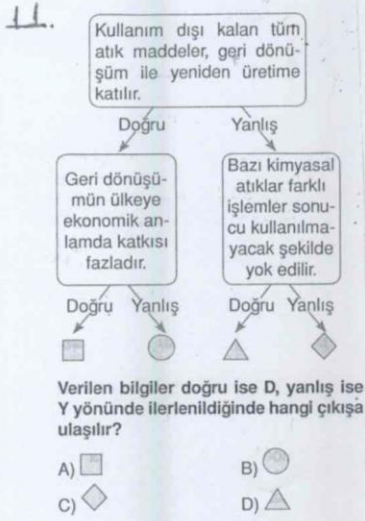 11.
Kullanım dışı kalan tüm
atık maddeler, geri dönü-
şüm ile yeniden üretime
katılır.
Doğru Yanlış
Geri dönüşü-
mün ülkeye
ekonomik an-
lamda katkısı
fazladır.
Bazı kimyasal
atıklar farklı
işlemler sonu-
cu kullanılma-
yacak şekilde
yok edilir.
Doğru Yanlış Doğru Yanlış
Verilen bilgiler doğru ise D, yanlış ise
Y yönünde ilerlenildiğinde hangi çıkışa
ulaşılır?
A) B)
C) D)